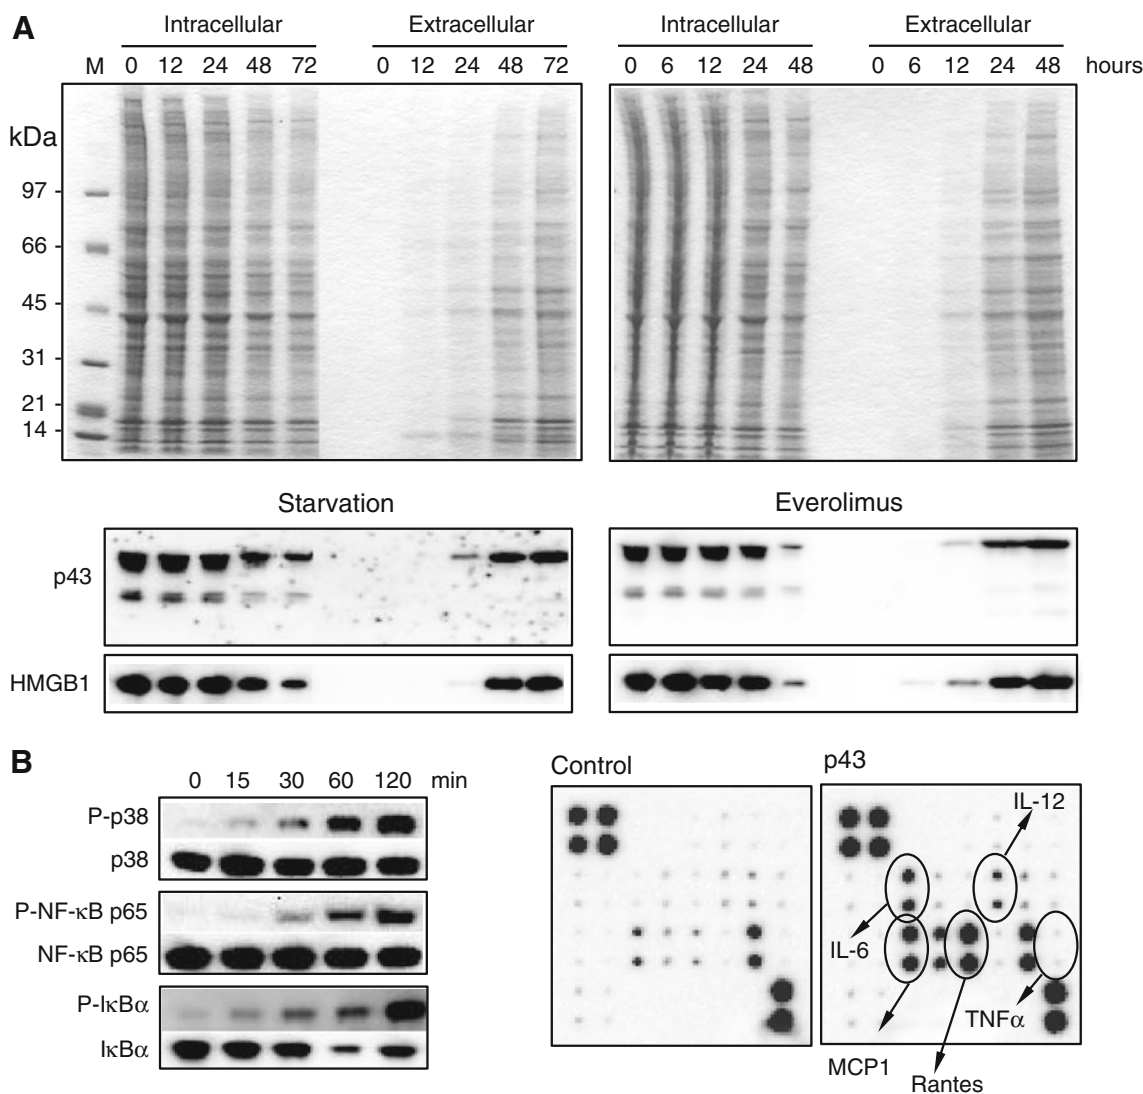 A
Intracellular Extracellular Intracellular Extracellular
M 0 12 24 48 72 0 12 24 48 72 0 6 12 24 48 0 6 12 24 48 hours
kDa
97
66
45
31
21
14
Starvation Everolimus
p43
HMGB1
B
0 15 30 60 120 min
P-p38
p38
P-NF-κB p65
NF-κB p65
P-IκBα
IκBα
Control p43
IL-12
IL-6
TNFα
MCP1
Rantes